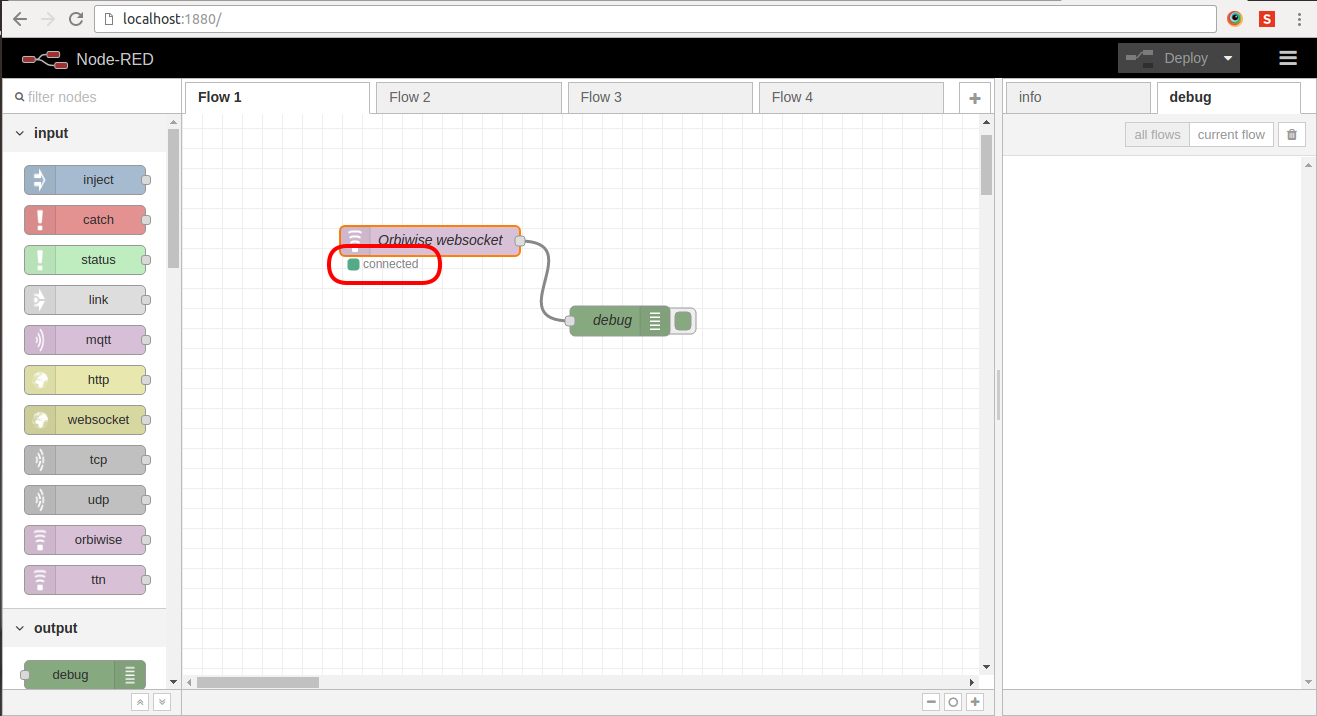 localhost:1880/
S
Node-RED
Deploy
filter nodes
Flow 1
Flow 2
Flow 3
Flow 4
info
debug
input
all flows
current flow
inject
catch
status
link
mqtt
http
websocket
tcp
udp
orbiwise
ttn
output
debug
Orbiwise websocket
connected
debug